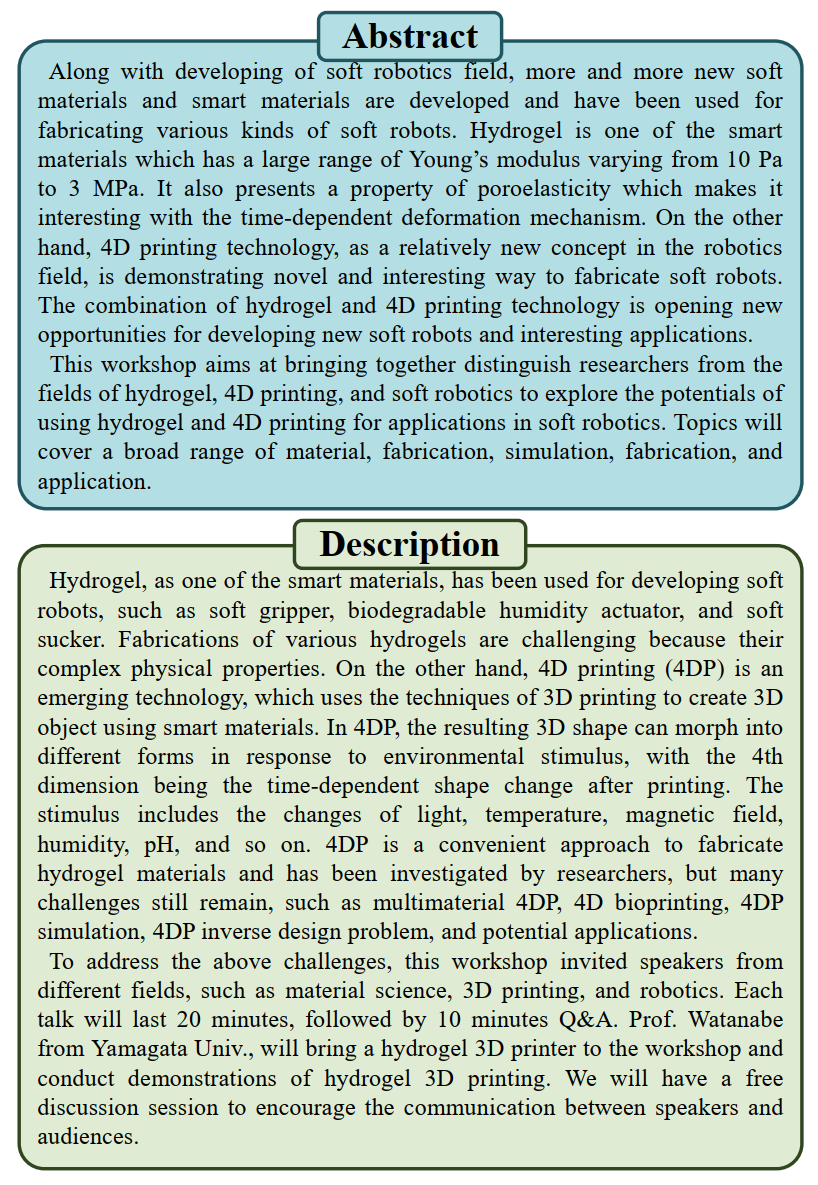 Abstract
Along with developing of soft robotics field, more and more new soft
materials and smart materials are developed and have been used for
fabricating various kinds of soft robots. Hydrogel is one of the smart
materials which has a large range of Young’s modulus varying from 10 Pa
to 3 MPa. It also presents a property of poroelasticity which makes it
interesting with the time-dependent deformation mechanism. On the other
hand, 4D printing technology, as a relatively new concept in the robotics
field, is demonstrating novel and interesting way to fabricate soft robots.
The combination of hydrogel and 4D printing technology is opening new
opportunities for developing new soft robots and interesting applications.
This workshop aims at bringing together distinguish researchers from the
fields of hydrogel, 4D printing, and soft robotics to explore the potentials of
using hydrogel and 4D printing for applications in soft robotics. Topics will
cover a broad range of material, fabrication, simulation, fabrication, and
application.
Description
Hydrogel, as one of the smart materials, has been used for developing soft
robots, such as soft gripper, biodegradable humidity actuator, and soft
sucker. Fabrications of various hydrogels are challenging because their
complex physical properties. On the other hand, 4D printing (4DP) is an
emerging technology, which uses the techniques of 3D printing to create 3D
object using smart materials. In 4DP, the resulting 3D shape can morph into
different forms in response to environmental stimulus, with the 4th
dimension being the time-dependent shape change after printing. The
stimulus includes the changes of light, temperature, magnetic field,
humidity, pH, and so on. 4DP is a convenient approach to fabricate
hydrogel materials and has been investigated by researchers, but many
challenges still remain, such as multimaterial 4DP, 4D bioprinting, 4DP
simulation, 4DP inverse design problem, and potential applications.
To address the above challenges, this workshop invited speakers from
different fields, such as material science, 3D printing, and robotics. Each
talk will last 20 minutes, followed by 10 minutes Q&A. Prof. Watanabe
from Yamagata Univ., will bring a hydrogel 3D printer to the workshop and
conduct demonstrations of hydrogel 3D printing. We will have a free
discussion session to encourage the communication between speakers and
audiences.